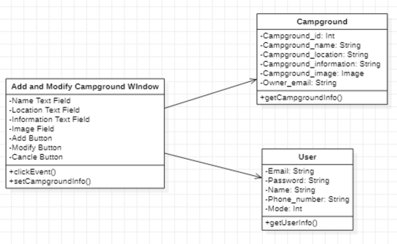 Campground
-Campground_id: Int
-Campground_name: String
-Campground_location: String
-Campground_information: String
-Campground_image: Image
-Owner_email: String
+getCampgroundInfo()
Add and Modify Campground WIndow
-Name Text Field
-Location Text Field
-Information Text Field
-Image Field
-Add Button
-Modify Button
-Cancle Button
+clickEvent()
+setCampgroundInfo()
User
-Email: String
-Password: String
-Name: String
-Phone_number: String
-Mode: Int
+getUserInfo()